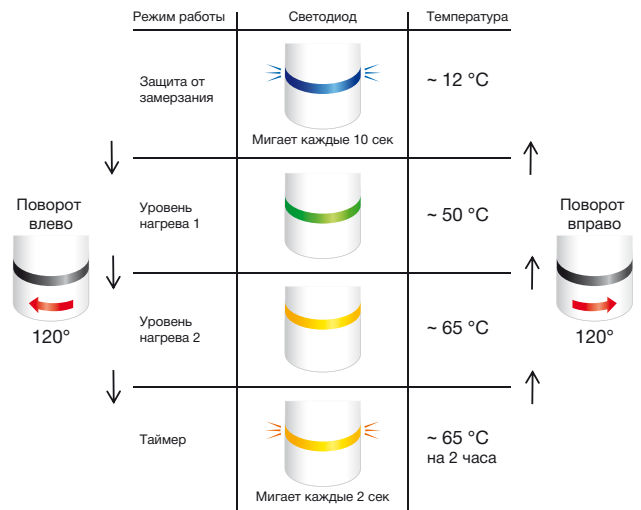 Режим работы
Светодиод
Температура
Защита от
замерзания
Мигает каждые 10 сек
~ 12 °C
Поворот
влево
120°
Уровень
нагрева 1
~ 50 °C
Поворот
вправо
120°
Уровень
нагрева 2
~ 65 °C
Таймер
Мигает каждые 2 сек
~ 65 °C
на 2 часа